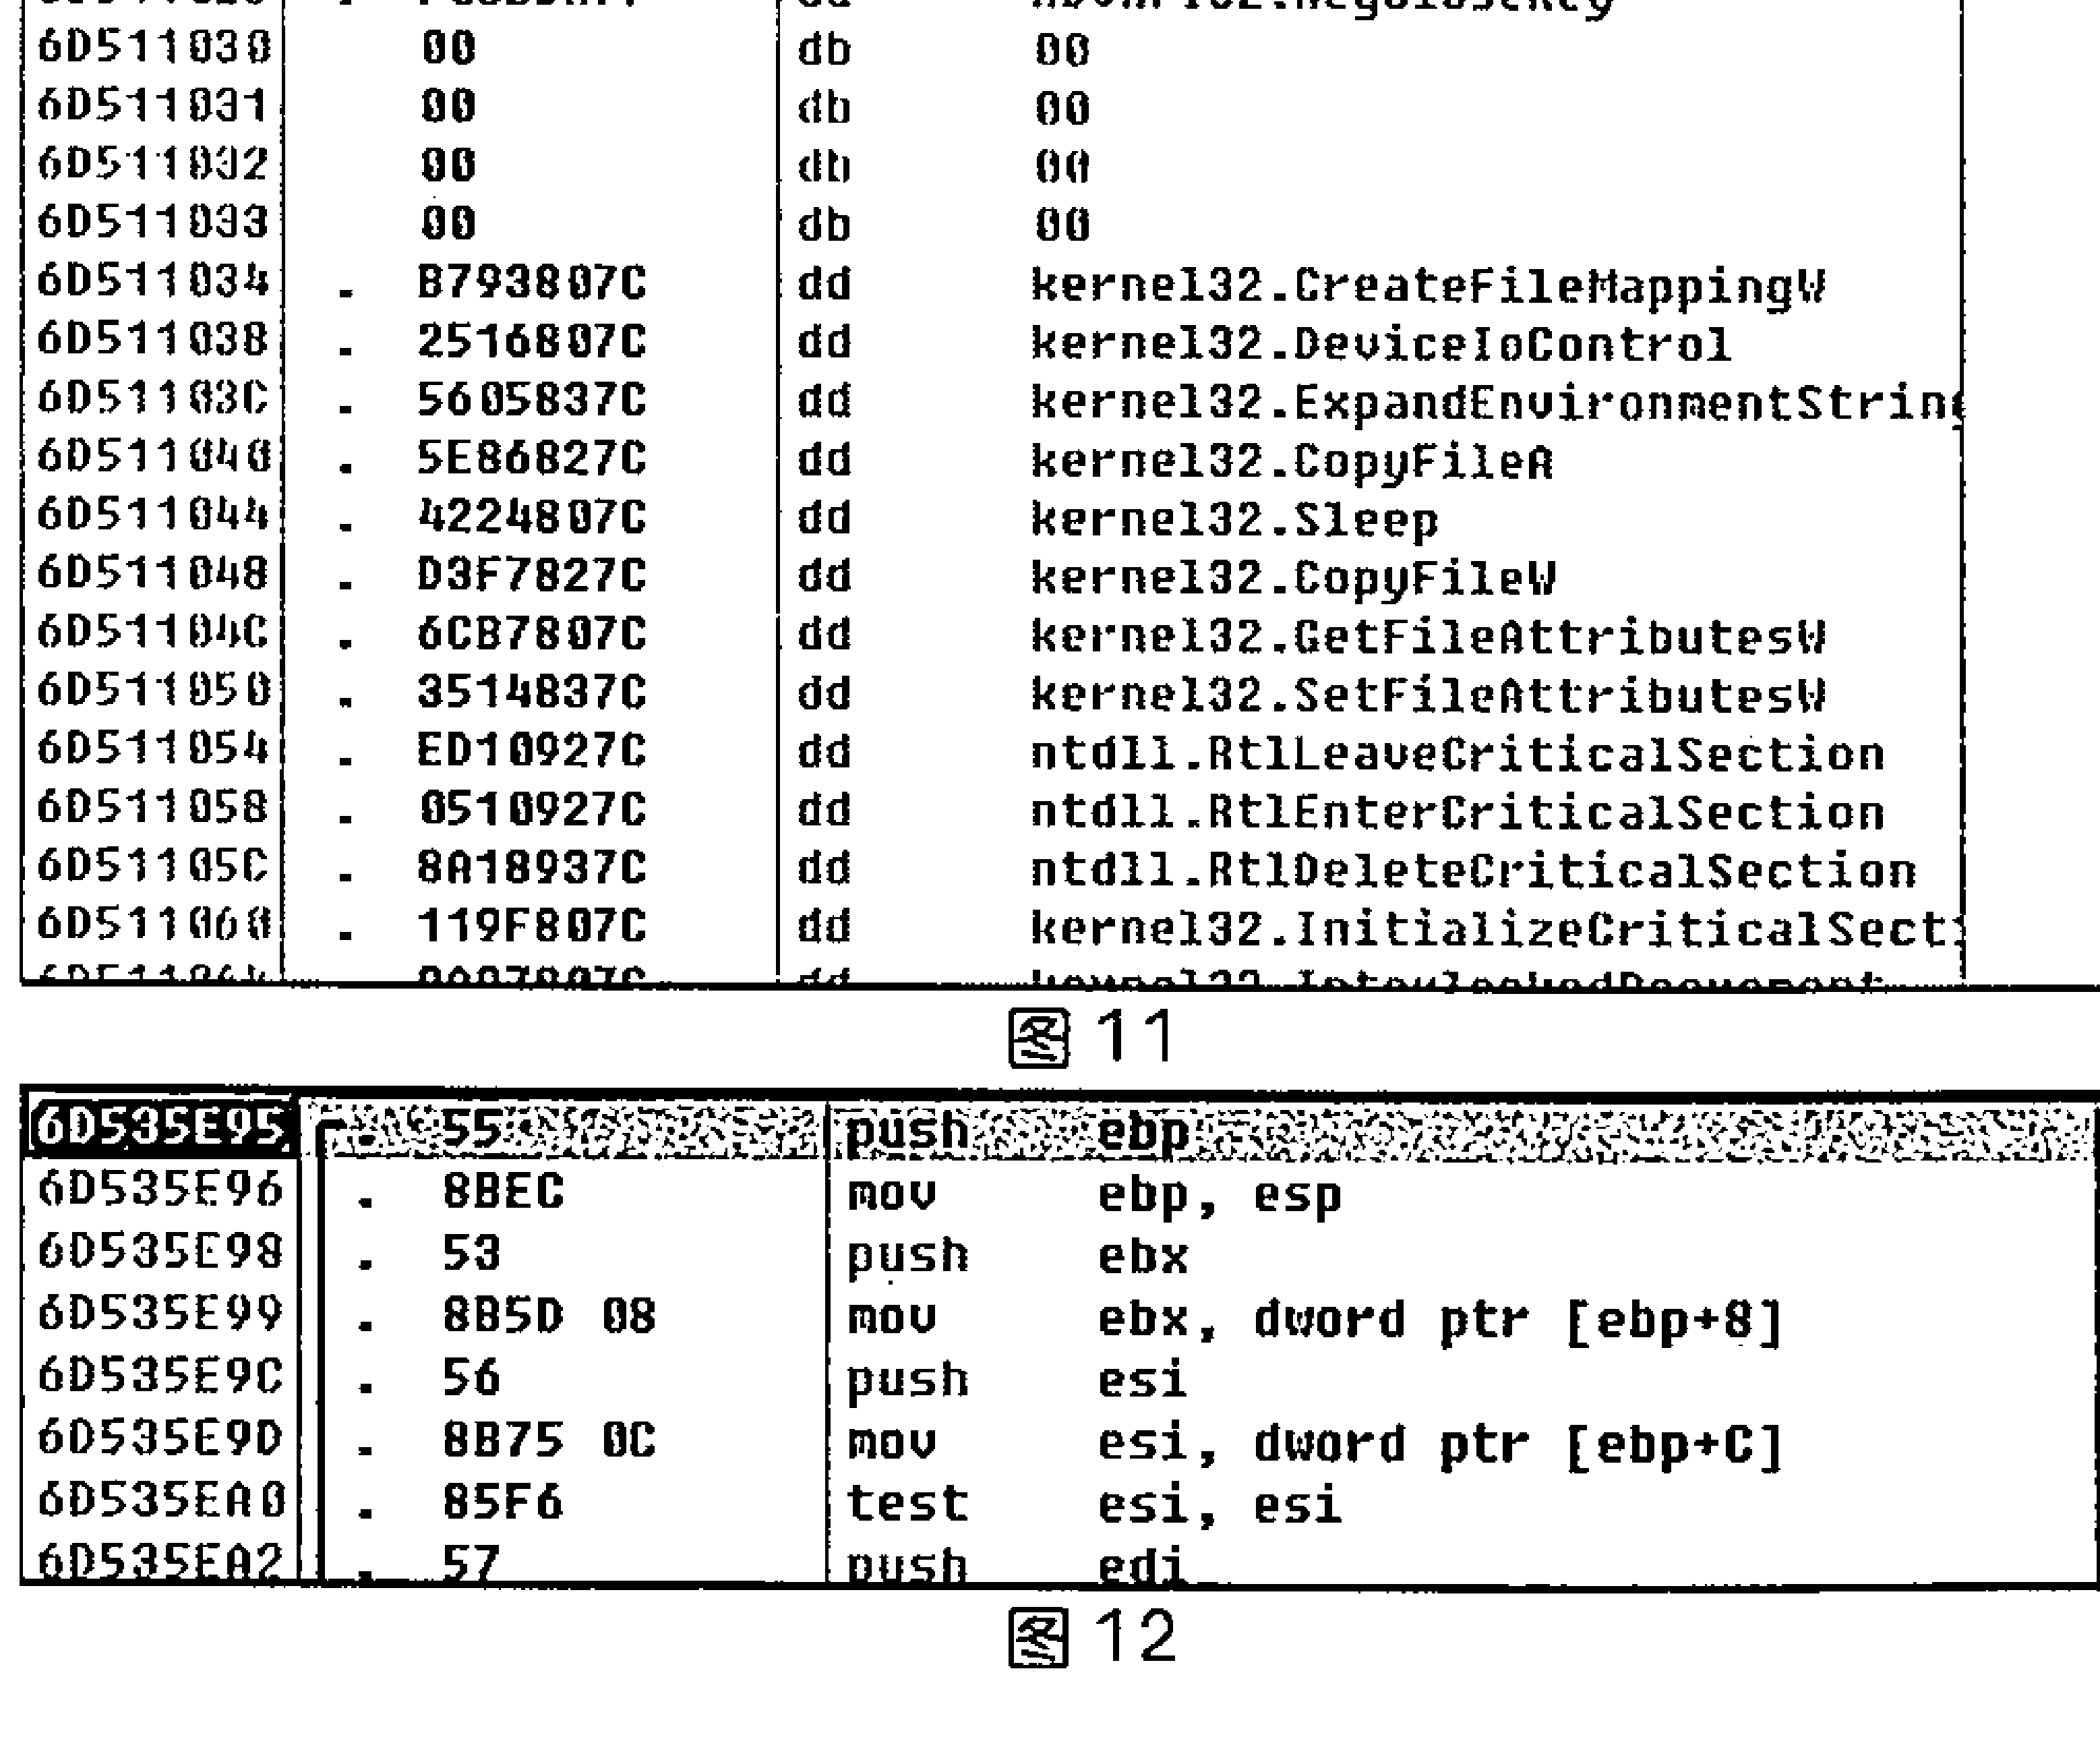 6D511030 00 db 00
6D511031 00 db 00
6D511032 00 db 00
6D511033 00 db 00
6D511034 . B793807C dd kernel32.CreateFileMappingW
6D511038 . 2516807C dd kernel32.DeviceIoControl
6D51103C . 5605837C dd kernel32.ExpandEnvironmentString
6D511040 . 5E86827C dd kernel32.CopyFileA
6D511044 . 4224807C dd kernel32.Sleep
6D511048 . D3F7827C dd kernel32.CopyFileW
6D51104C . 6CB7807C dd kernel32.GetFileAttributesW
6D511050 . 3514837C dd kernel32.SetFileAttributesW
6D511054 . ED10927C dd ntdll.RtlLeaveCriticalSection
6D511058 . 0510927C dd ntdll.RtlEnterCriticalSection
6D51105C . 8A18937C dd ntdll.RtlDeleteCriticalSection
6D511060 . 119F807C dd kernel32.InitializeCriticalSecti
dd kernel32.InterlockedDecrement
图 11
6D535E95 . 55 push ebp
6D535E96 . 8BEC mov ebp, esp
6D535E98 . 53 push ebx
6D535E99 . 8B5D 08 mov ebx, dword ptr [ebp+8]
6D535E9C . 56 push esi
6D535E9D . 8B75 0C mov esi, dword ptr [ebp+C]
6D535EA0 . 85F6 test esi, esi
6D535EA2 . 57 push edi
图 12